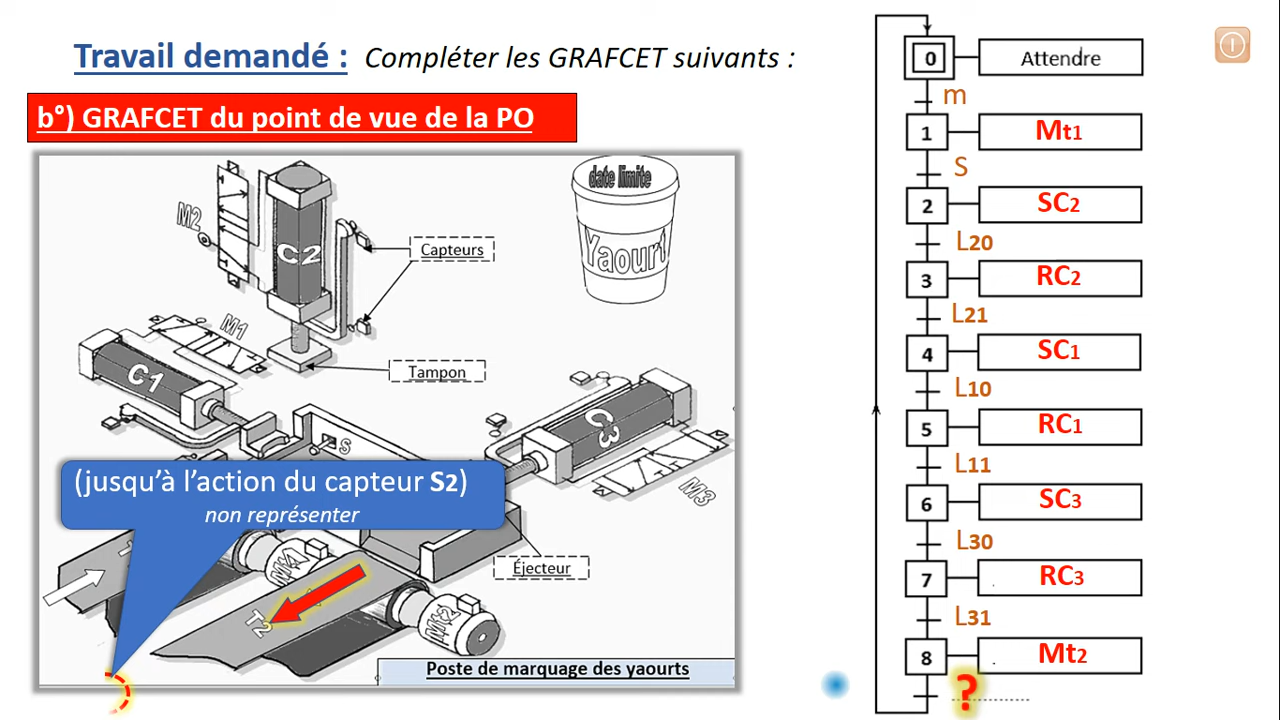 Travail demandé : Compléter les GRAFCET suivants :
b°) GRAFCET du point de vue de la PO
date limite
Yaourt
M2
C2
Capteurs
M1
C1
Tampon
C3
S
M3
(jusqu'à l'action du capteur S2)
non représenter
Mt1
Éjecteur
T2
Mt2
Poste de marquage des yaourts
0 Attendre
m
1 Mt1
S
2 SC2
L20
3 RC2
L21
4 SC1
L10
5 RC1
L11
6 SC3
L30
7 RC3
L31
8 Mt2
? ...............